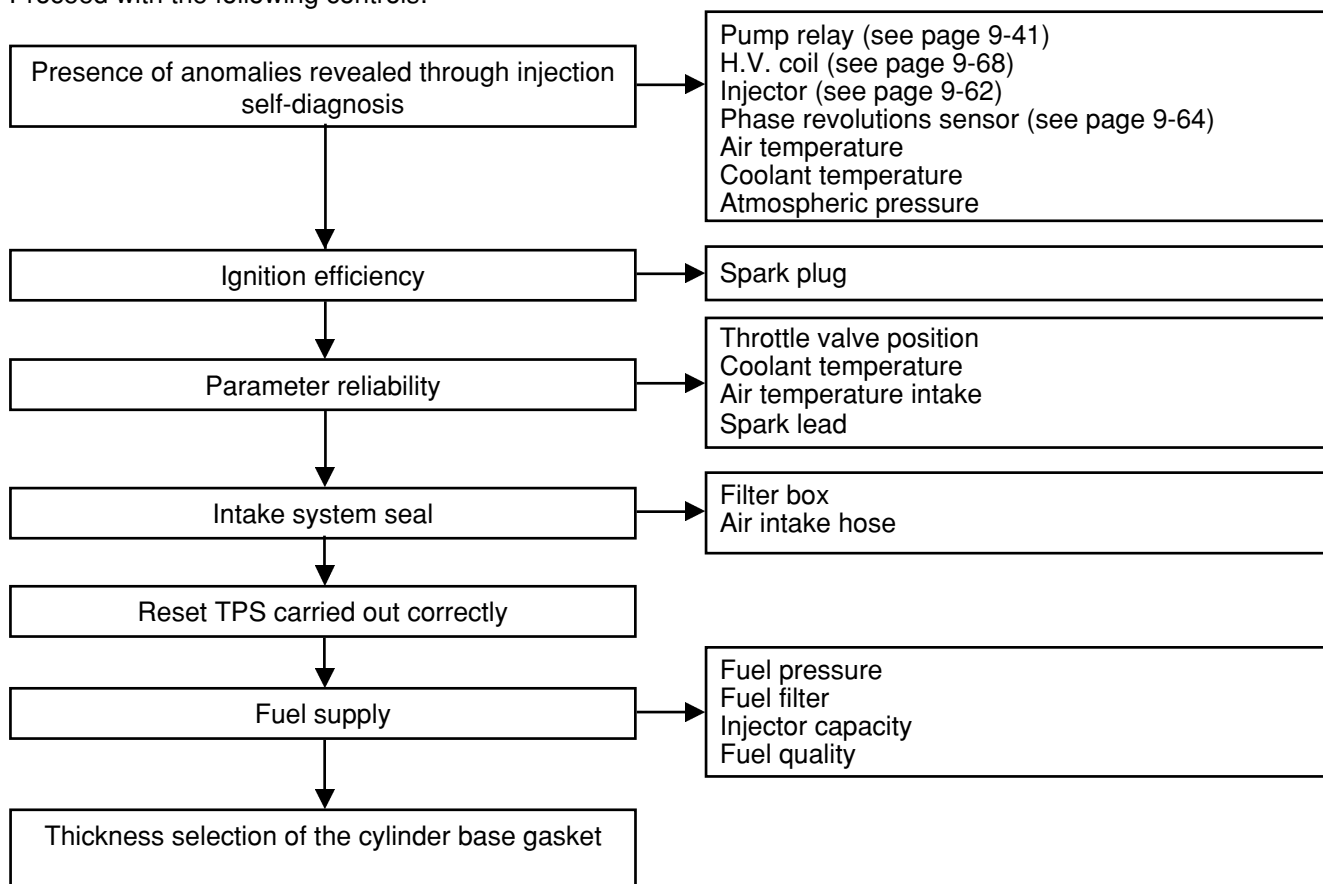 Proceed with the following controls:
Presence of anomalies revealed through injection
self-diagnosis
Pump relay (see page 9-41)
H.V. coil (see page 9-68)
Injector (see page 9-62)
Phase revolutions sensor (see page 9-64)
Air temperature
Coolant temperature
Atmospheric pressure
Ignition efficiency
Spark plug
Parameter reliability
Throttle valve position
Coolant temperature
Air temperature intake
Spark lead
Intake system seal
Filter box
Air intake hose
Reset TPS carried out correctly
Fuel supply
Fuel pressure
Fuel filter
Injector capacity
Fuel quality
Thickness selection of the cylinder base gasket